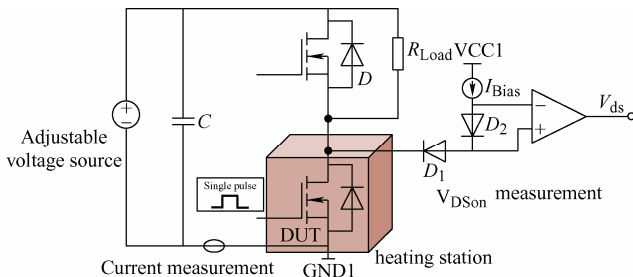 R_Load
VCC1
D
I_Bias
V_ds
−
+
D_2
+
−
Adjustable
voltage source
C
D_1
V_DSon measurement
Single pulse
DUT
heating station
Current measurement
GND1